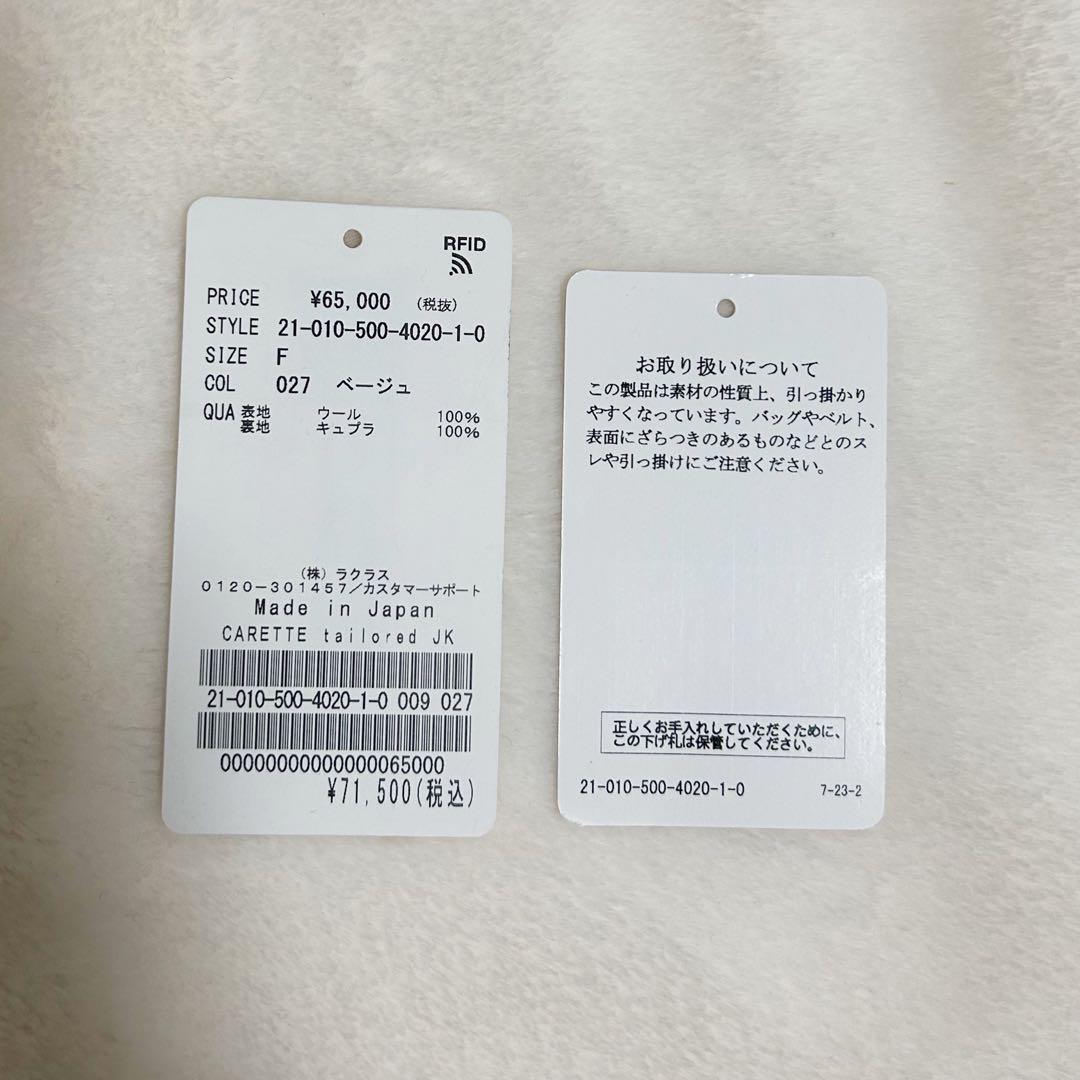 RFID
PRICE ¥65,000 (税抜)
STYLE 21-010-500-4020-1-0
SIZE F
COL 027 ベージュ
QUA 表地 ウール 100%
裏地 キュプラ 100%
(株)ラクラス
0120-301457/カスタマーサポート
Made in Japan
CARETTE tailored JK
21-010-500-4020-1-0 009 027
00000000000000065000
¥71,500(税込)
お取り扱いについて
この製品は素材の性質上、引っ掛かり
やすくなっています。バッグやベルト、
表面にざらつきのあるものなどとのス
レや引っ掛けにご注意ください。
正しくお手入れしていただくために、
この下げ札は保管してください。
21-010-500-4020-1-0 7-23-2